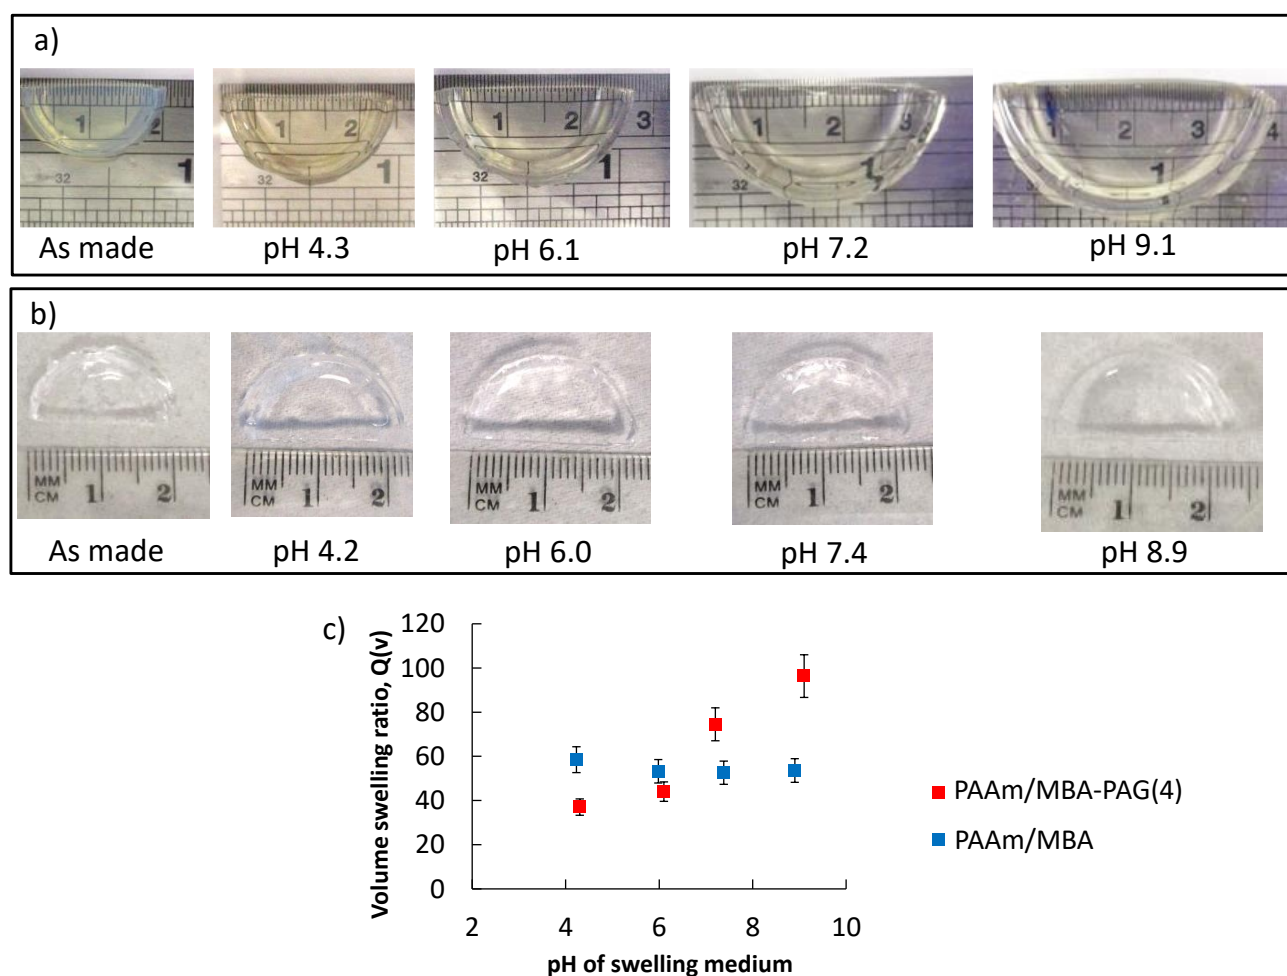 a)
1 2
32 1
As made
1 2
32 1
pH 4.3
1 2 3
32 1
pH 6.1
1 2 3
32 1
pH 7.2
1 2 3 4
32 1
pH 9.1
b)
MM
CM 1 2
As made
MM
CM 1 2
pH 4.2
MM
CM 1 2
pH 6.0
MM
CM 1 2
pH 7.4
MM
CM 1 2
pH 8.9
c)
Volume swelling ratio, Q(v)
120
100
80
60
40
20
0
2 4 6 8 10
pH of swelling medium
PAAm/MBA-PAG(4)
PAAm/MBA